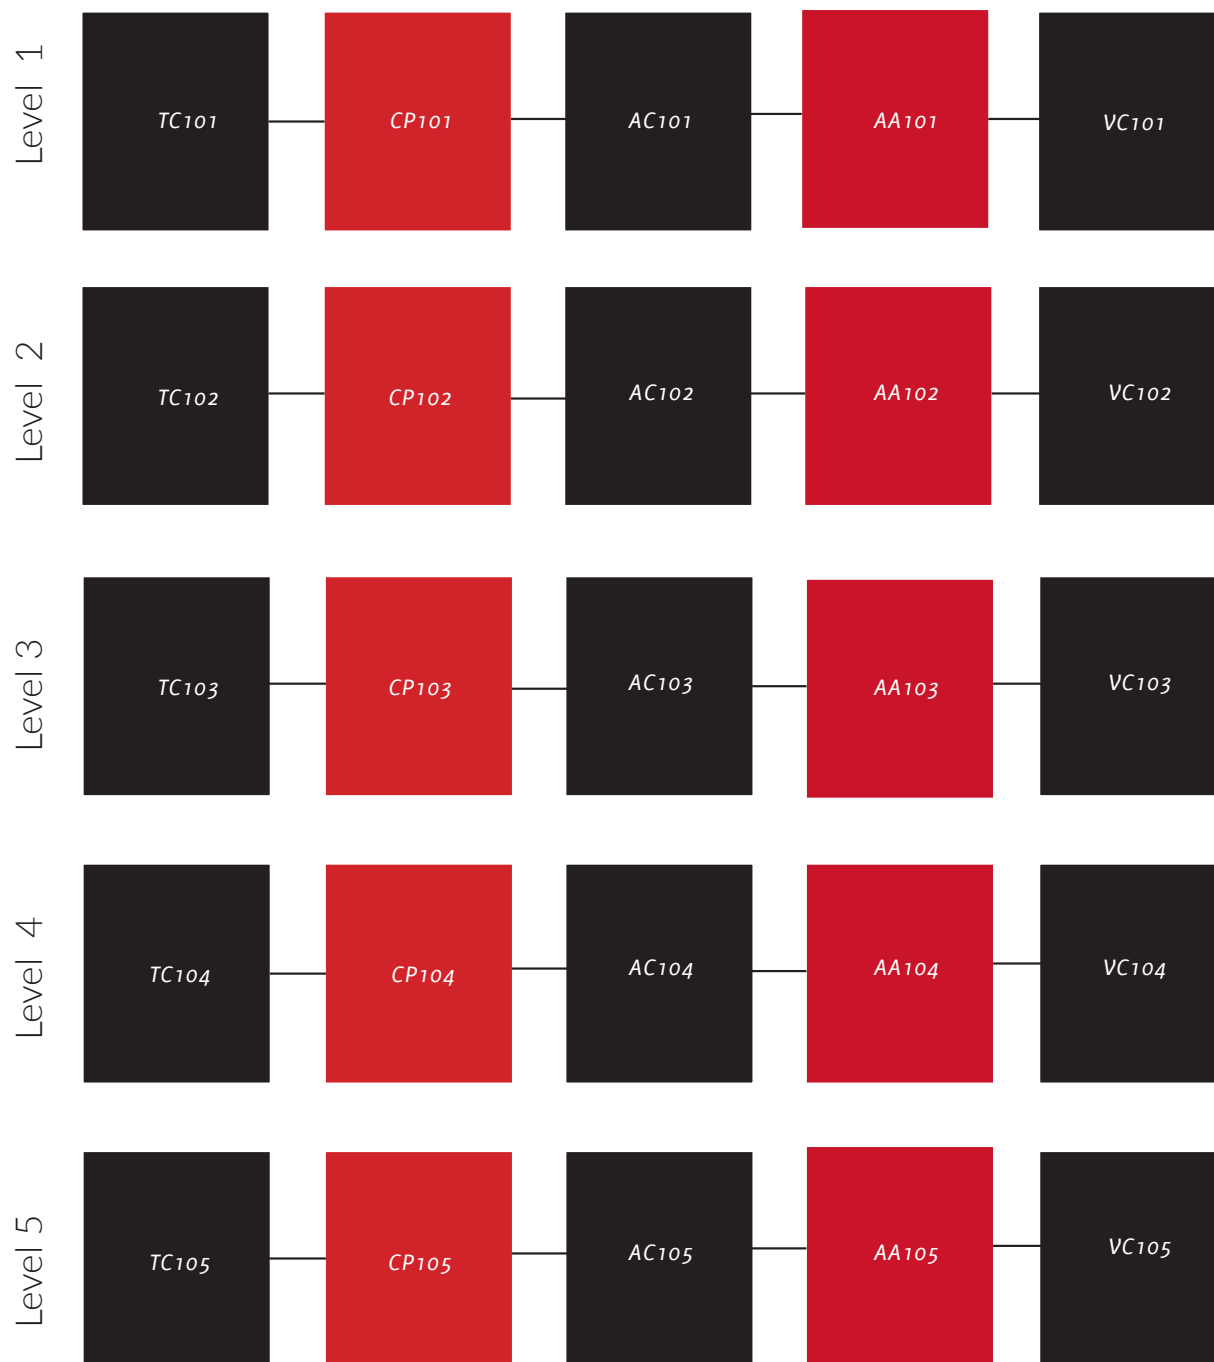 Level 1
TC101
CP101
AC101
AA101
VC101
Level 2
TC102
CP102
AC102
AA102
VC102
Level 3
TC103
CP103
AC103
AA103
VC103
Level 4
TC104
CP104
AC104
AA104
VC104
Level 5
TC105
CP105
AC105
AA105
VC105